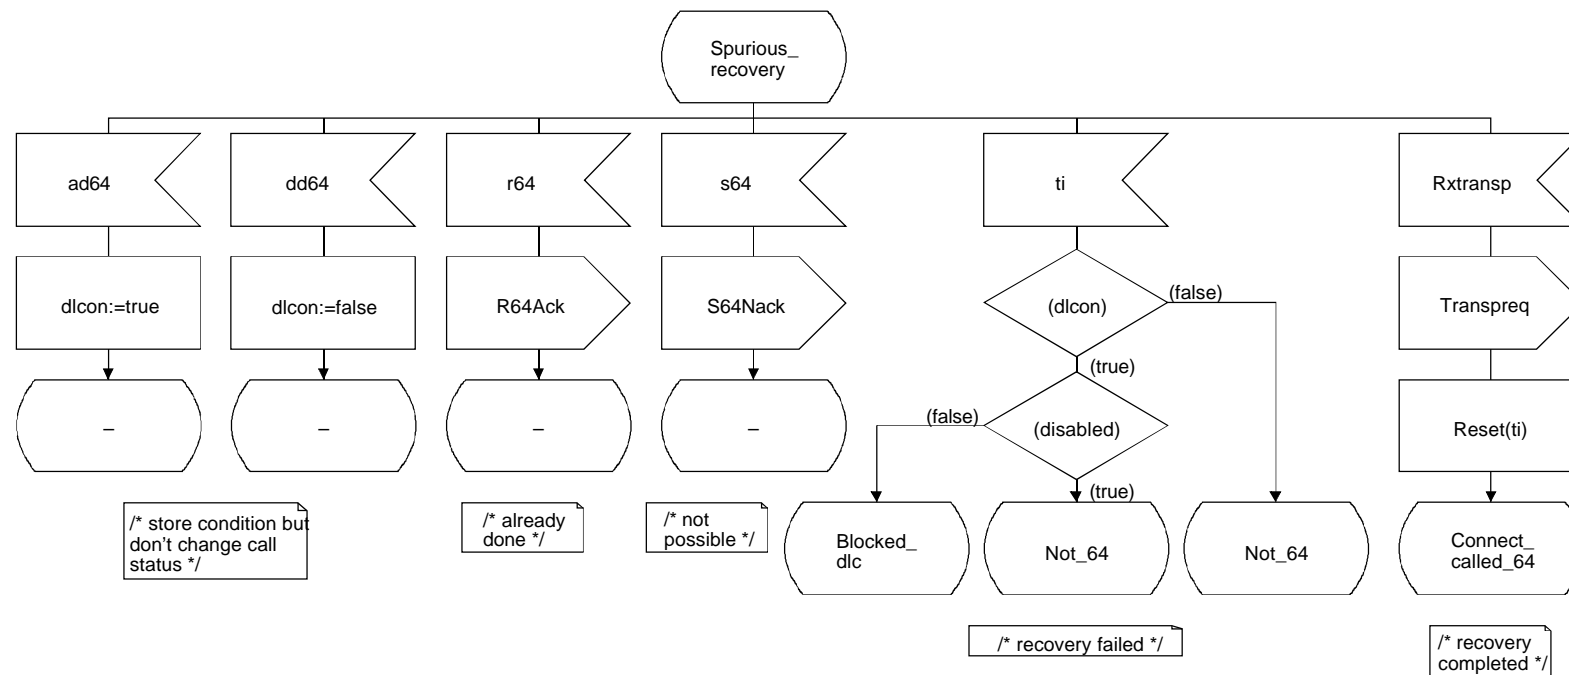 Spurious_
recovery
ad64
dd64
r64
s64
ti
Rxtransp
dlcon:=true
dlcon:=false
R64Ack
S64Nack
(dlcon)
(false)
Transpreq
(true)
_
_
_
_
(false)
(disabled)
Reset(ti)
(true)
/* store condition but
don't change call
status */
/* already
done */
/* not
possible */
Blocked_
dlc
Not_64
Not_64
Connect_
called_64
/* recovery failed */
/* recovery
completed */